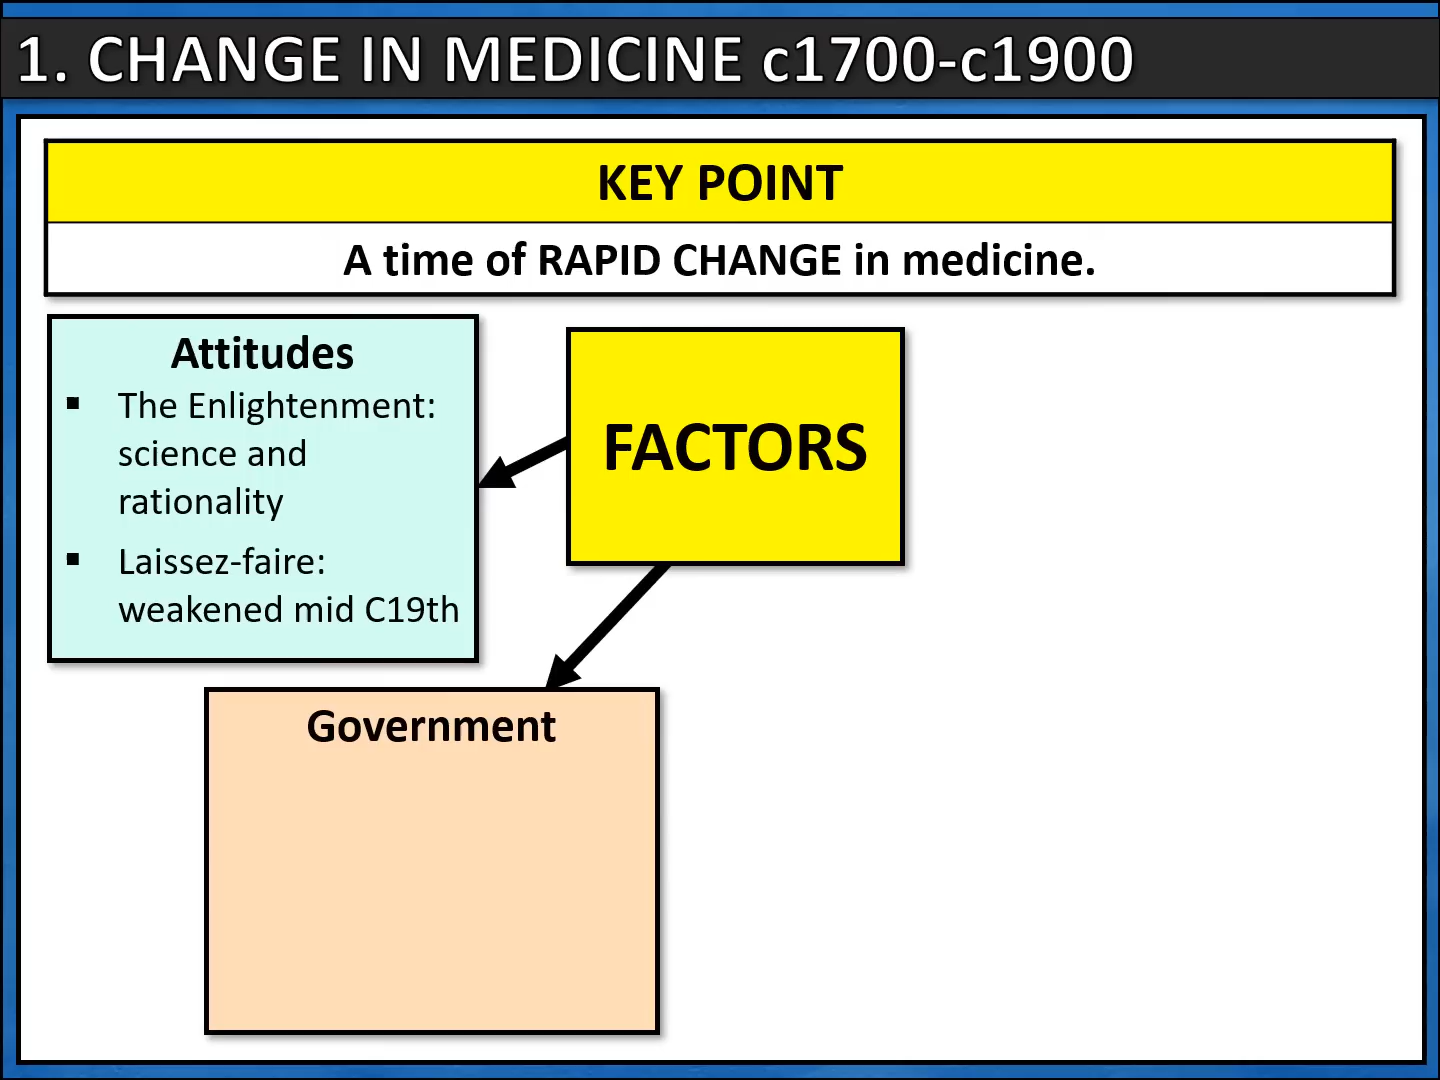 1. CHANGE IN MEDICINE c1700-c1900
KEY POINT
A time of RAPID CHANGE in medicine.
Attitudes
▪ The Enlightenment:
science and
rationality
▪ Laissez-faire:
weakened mid C19th
FACTORS
Government